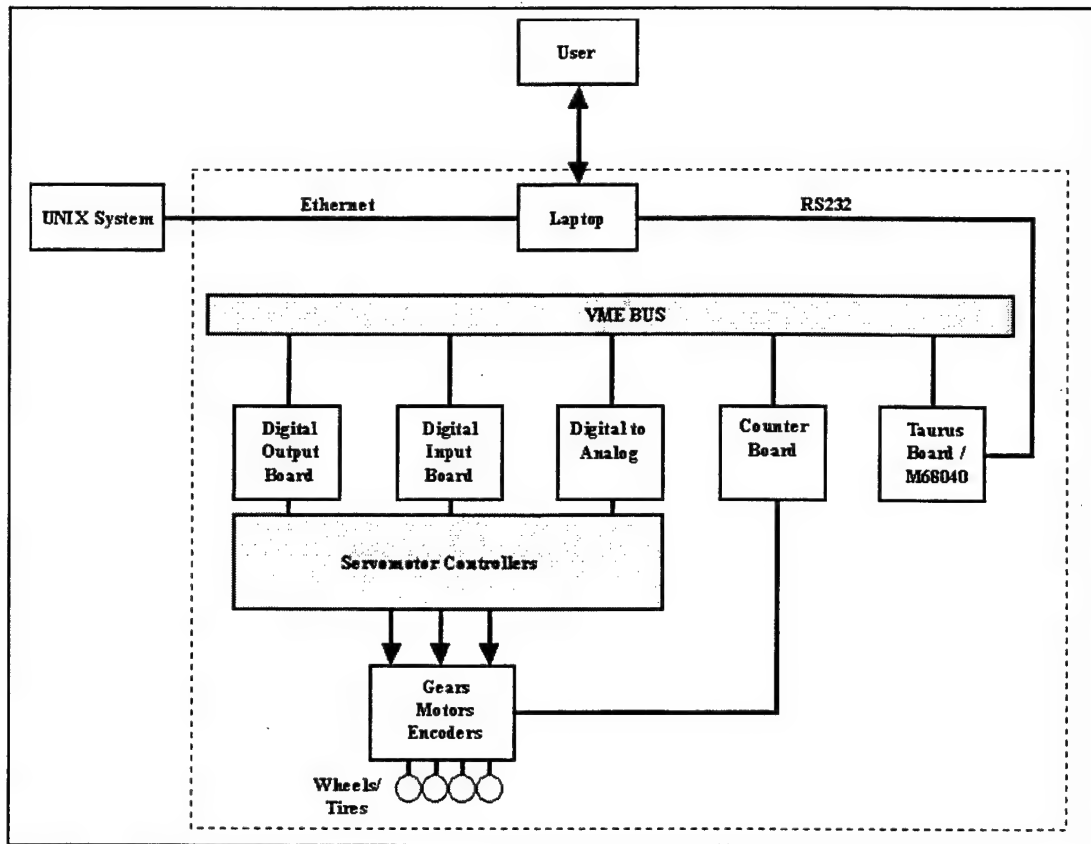 User
UNIX System
Ethernet
Laptop
RS232
VME BUS
Digital
Output
Board
Digital
Input
Board
Digital to
Analog
Counter
Board
Taurus
Board /
M68040
Servomotor Controllers
Gears
Motors
Encoders
Wheels/
Tires